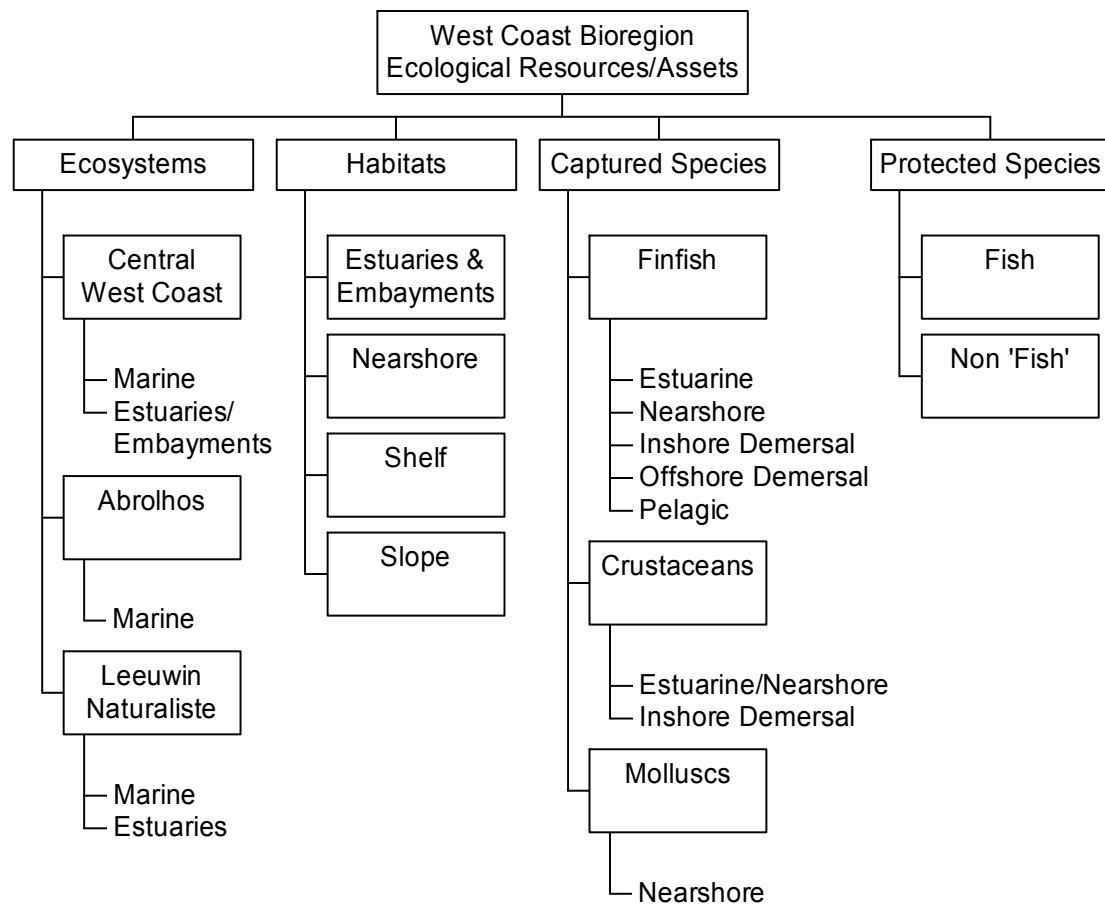 West Coast Bioregion
Ecological Resources/Assets
Ecosystems
Central
West Coast
Marine
Estuaries/
Embayments
Abrolhos
Marine
Leeuwin
Naturaliste
Marine
Estuaries
Habitats
Estuaries &
Embayments
Nearshore
Shelf
Slope
Captured Species
Finfish
Estuarine
Nearshore
Inshore Demersal
Offshore Demersal
Pelagic
Crustaceans
Estuarine/Nearshore
Inshore Demersal
Molluscs
Nearshore
Protected Species
Fish
Non 'Fish'